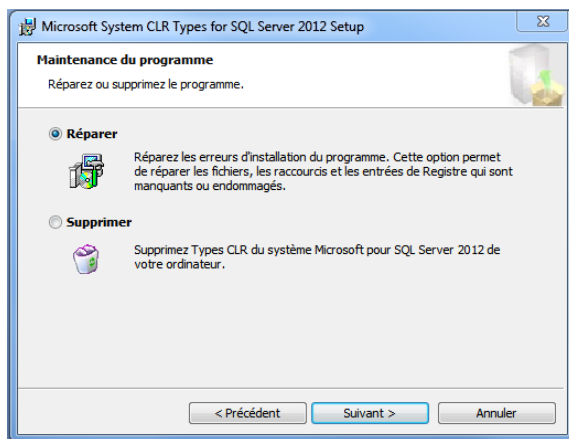 Microsoft System CLR Types for SQL Server 2012 Setup
Maintenance du programme
Réparez ou supprimez le programme.
Réparer
Réparez les erreurs d'installation du programme. Cette option permet
de réparer les fichiers, les raccourcis et les entrées de Registre qui sont
manquants ou endommagés.
Supprimer
Supprimez Types CLR du système Microsoft pour SQL Server 2012 de
votre ordinateur.
< Précédent
Suivant >
Annuler